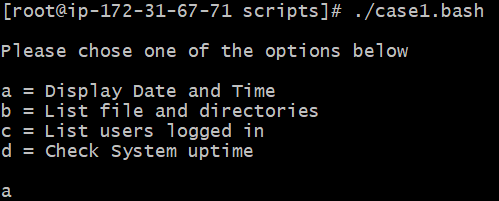 [root@ip-172-31-67-71 scripts]# ./case1.bash
Please chose one of the options below
a = Display Date and Time
b = List file and directories
c = List users logged in
d = Check System uptime
a